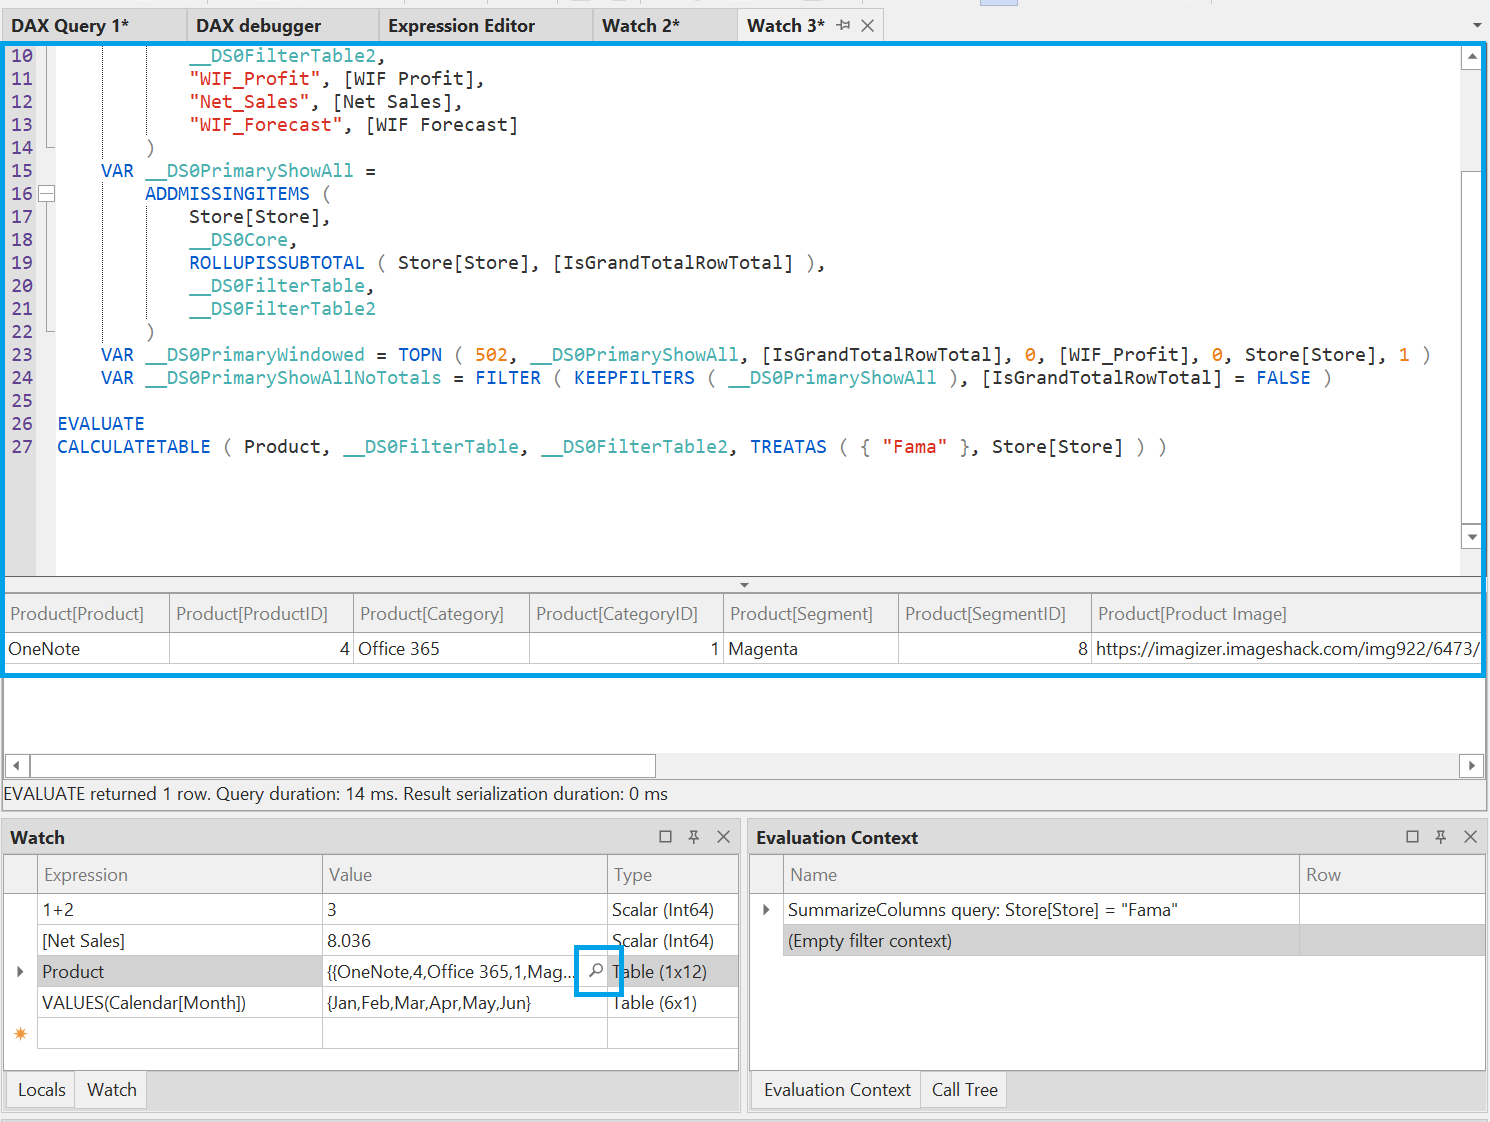 DAX Query 1* DAX debugger Expression Editor Watch 2* Watch 3*
10 __DS0FilterTable2,
11 "WIF_Profit", [WIF Profit],
12 "Net_Sales", [Net Sales],
13 "WIF_Forecast", [WIF Forecast]
14 )
15 VAR __DS0PrimaryShowAll =
16 ADDMISSINGITEMS (
17 Store[Store],
18 __DS0Core,
19 ROLLUPISSUBTOTAL ( Store[Store], [IsGrandTotalRowTotal] ),
20 __DS0FilterTable,
21 __DS0FilterTable2
22 )
23 VAR __DS0PrimaryWindowed = TOPN ( 502, __DS0PrimaryShowAll, [IsGrandTotalRowTotal], 0, [WIF_Profit], 0, Store[Store], 1 )
24 VAR __DS0PrimaryShowAllNoTotals = FILTER ( KEEPFILTERS ( __DS0PrimaryShowAll ), [IsGrandTotalRowTotal] = FALSE )
25
26 EVALUATE
27 CALCULATETABLE ( Product, __DS0FilterTable, __DS0FilterTable2, TREATAS ( { "Fama" }, Store[Store] ) )
Product[Product] Product[ProductID] Product[Category] Product[CategoryID] Product[Segment] Product[SegmentID] Product[Product Image]
OneNote 4 Office 365 1 Magenta 8 https://imagizer.imageshack.com/img922/6473/
EVALUATE returned 1 row. Query duration: 14 ms. Result serialization duration: 0 ms
Watch
Expression Value Type
1+2 3 Scalar (Int64)
[Net Sales] 8.036 Scalar (Int64)
Product {{OneNote,4,Office 365,1,Mag... Table (1x12)
VALUES(Calendar[Month]) {Jan,Feb,Mar,Apr,May,Jun} Table (6x1)
Locals Watch
Evaluation Context
Name Row
SummarizeColumns query: Store[Store] = "Fama"
(Empty filter context)
Evaluation Context Call Tree